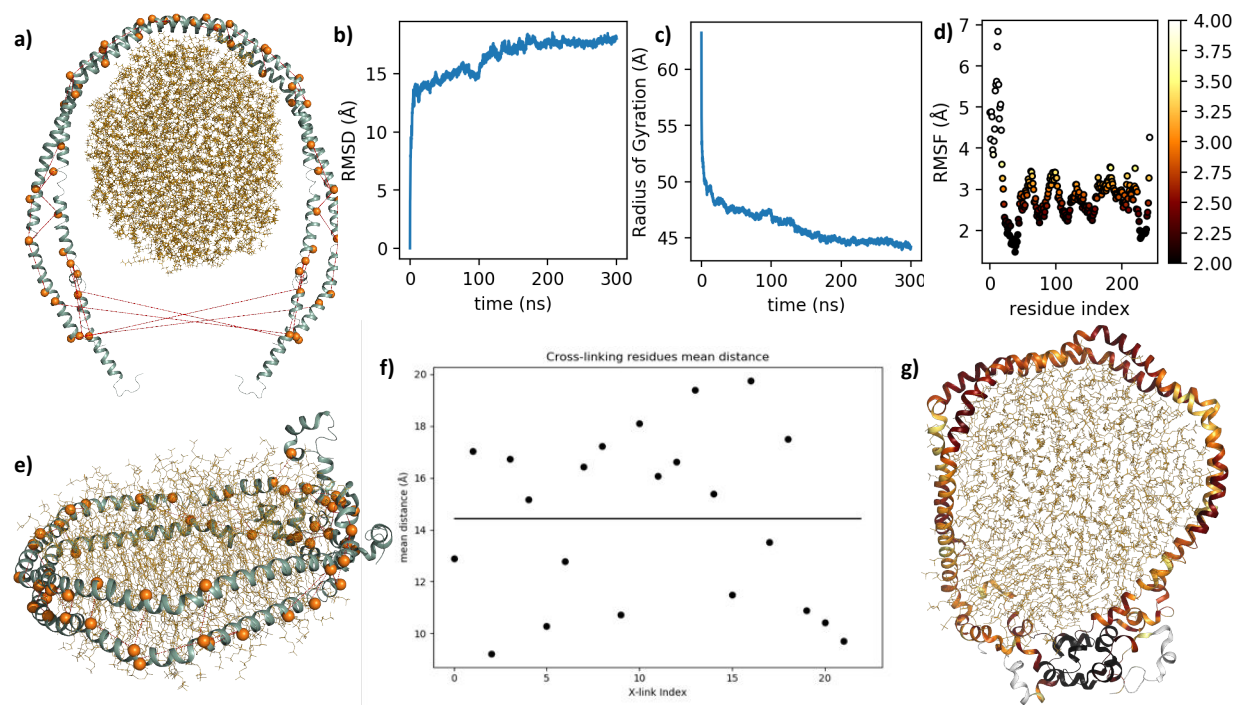 a)
b)
RMSD (Å)
15
10
5
0
0
100
200
300
time (ns)
c)
Radius of Gyration (Å)
60
55
50
45
0
100
200
300
time (ns)
d)
RMSF (Å)
7
6
5
4
3
2
0
100
200
residue index
4.00
3.75
3.50
3.25
3.00
2.75
2.50
2.25
2.00
e)
f)
Cross-linking residues mean distance
mean distance (Å)
20
18
16
14
12
10
0
5
10
15
20
X-link Index
g)